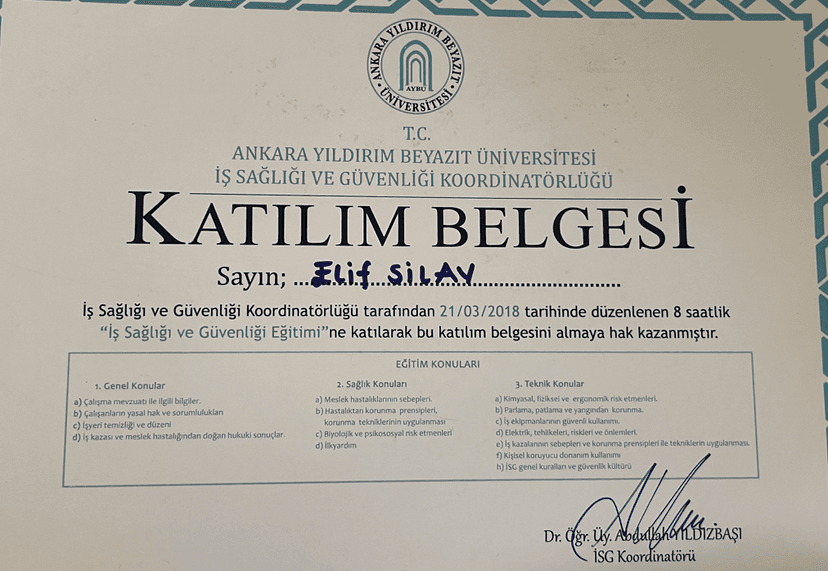 ANKARA YILDIRIM BEYAZIT
ÜNİVERSİTESİ
AYBÜ
T.C.
ANKARA YILDIRIM BEYAZIT ÜNİVERSİTESİ
İŞ SAĞLIĞI VE GÜVENLİĞİ KOORDİNATÖRLÜĞÜ
KATILIM BELGESİ
Sayın; ...Elif SİLAV..............................
İş Sağlığı ve Güvenliği Koordinatörlüğü tarafından 21/03/2018 tarihinde düzenlenen 8 saatlik
“İş Sağlığı ve Güvenliği Eğitimi”ne katılarak bu katılım belgesini almaya hak kazanmıştır.
EĞİTİM KONULARI
1. Genel Konular
a) Çalışma mevzuatı ile ilgili bilgiler.
b) Çalışanların yasal hak ve sorumlulukları
c) İşyeri temizliği ve düzeni
d) İş kazası ve meslek hastalığından doğan hukuki sonuçlar.
2. Sağlık Konuları
a) Meslek hastalıklarının sebepleri.
b) Hastalıktan korunma prensipleri,
korunma tekniklerinin uygulanması
c) Biyolojik ve psikososyal risk etmenleri
d) İlkyardım
3. Teknik Konular
a) Kimyasal, fiziksel ve ergonomik risk etmenleri.
b) Parlama, patlama ve yangından korunma.
c) İş ekipmanlarının güvenli kullanımı.
d) Elektrik, tehlikeleri, riskleri ve önlemleri.
e) İş kazalarının sebepleri ve korunma prensipleri ile tekniklerin uygulanması.
f) Kişisel koruyucu donanım kullanımı
h) İSG genel kuralları ve güvenlik kültürü
Dr. Öğr. Üy. Abdullah YILDIZBAŞI
İSG Koordinatörü